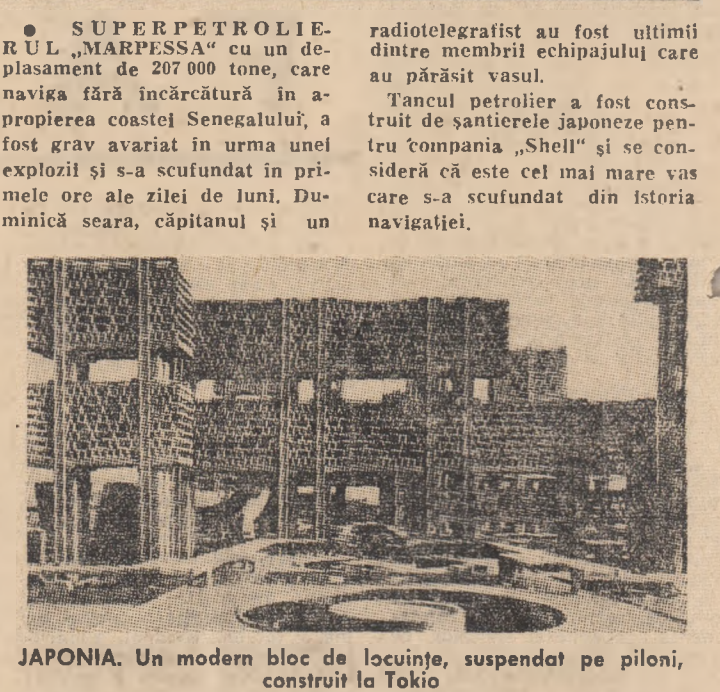 ● SUPERPETROLIE-
RUL „MARPESSA“ cu un de-
plasament de 207 000 tone, care
naviga fără încărcătură în a-
propierea coastei Senegalului, a
fost grav avariat în urma unei
explozii și s-a scufundat în pri-
mele ore ale zilei de luni. Du-
minică seara, căpitanul și un
radiotelegrafist au fost ultimii
dintre membrii echipajului care
au părăsit vasul.
Tancul petrolier a fost cons-
truit de șantierele japoneze pen-
tru compania „Shell“ și se con-
sideră că este cel mai mare vas
care s-a scufundat din istoria
navigației.
JAPONIA. Un modern bloc de locuințe, suspendat pe piloni,
construit la Tokio